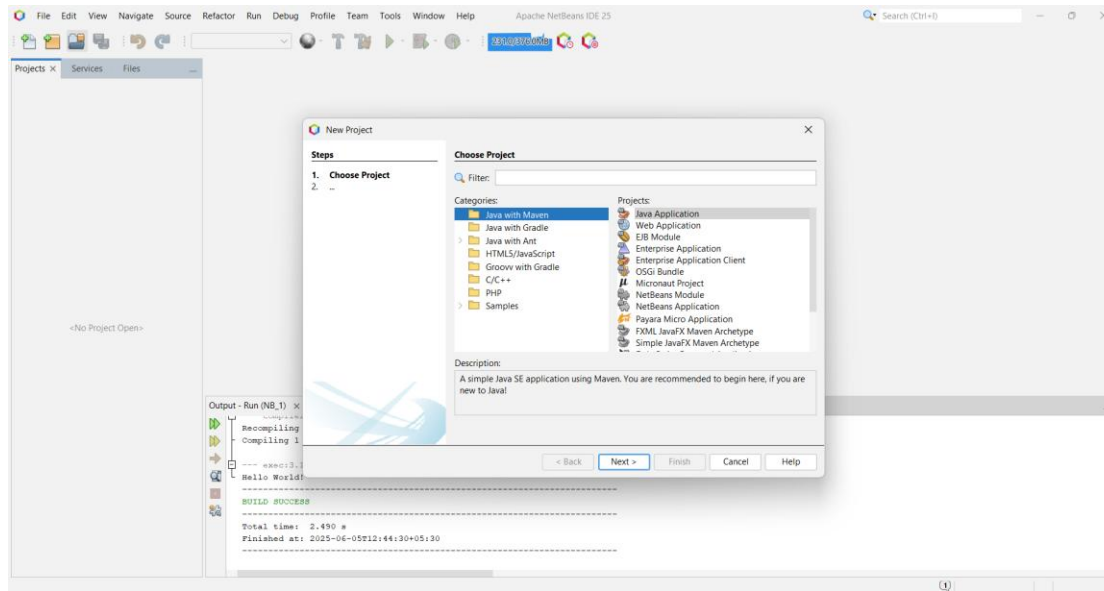 File Edit View Navigate Source Refactor Run Debug Profile Team Tools Window Help Apache NetBeans IDE 25 Search (Ctrl+I)
Projects Services Files
<No Project Open>
New Project
Steps
1. Choose Project
2. ...
Choose Project
Filter:
Categories:
Java with Maven
Java with Gradle
Java with Ant
HTML5/JavaScript
Groovy with Gradle
C/C++
PHP
Samples
Projects:
Java Application
Web Application
EJB Module
Enterprise Application
Enterprise Application Client
OSGi Bundle
Micronaut Project
NetBeans Module
NetBeans Application
Payara Micro Application
FXML JavaFX Maven Archetype
Simple JavaFX Maven Archetype
Description:
A simple Java SE application using Maven. You are recommended to begin here, if you are
new to Java!
< Back Next > Finish Cancel Help
Output - Run (NB_1)
Recompiling
Compiling 1
--- exec:3.1
Hello World!
------------------------------------------------------------------------
BUILD SUCCESS
------------------------------------------------------------------------
Total time: 2.490 s
Finished at: 2025-06-05T12:44:30+05:30
------------------------------------------------------------------------
(1)